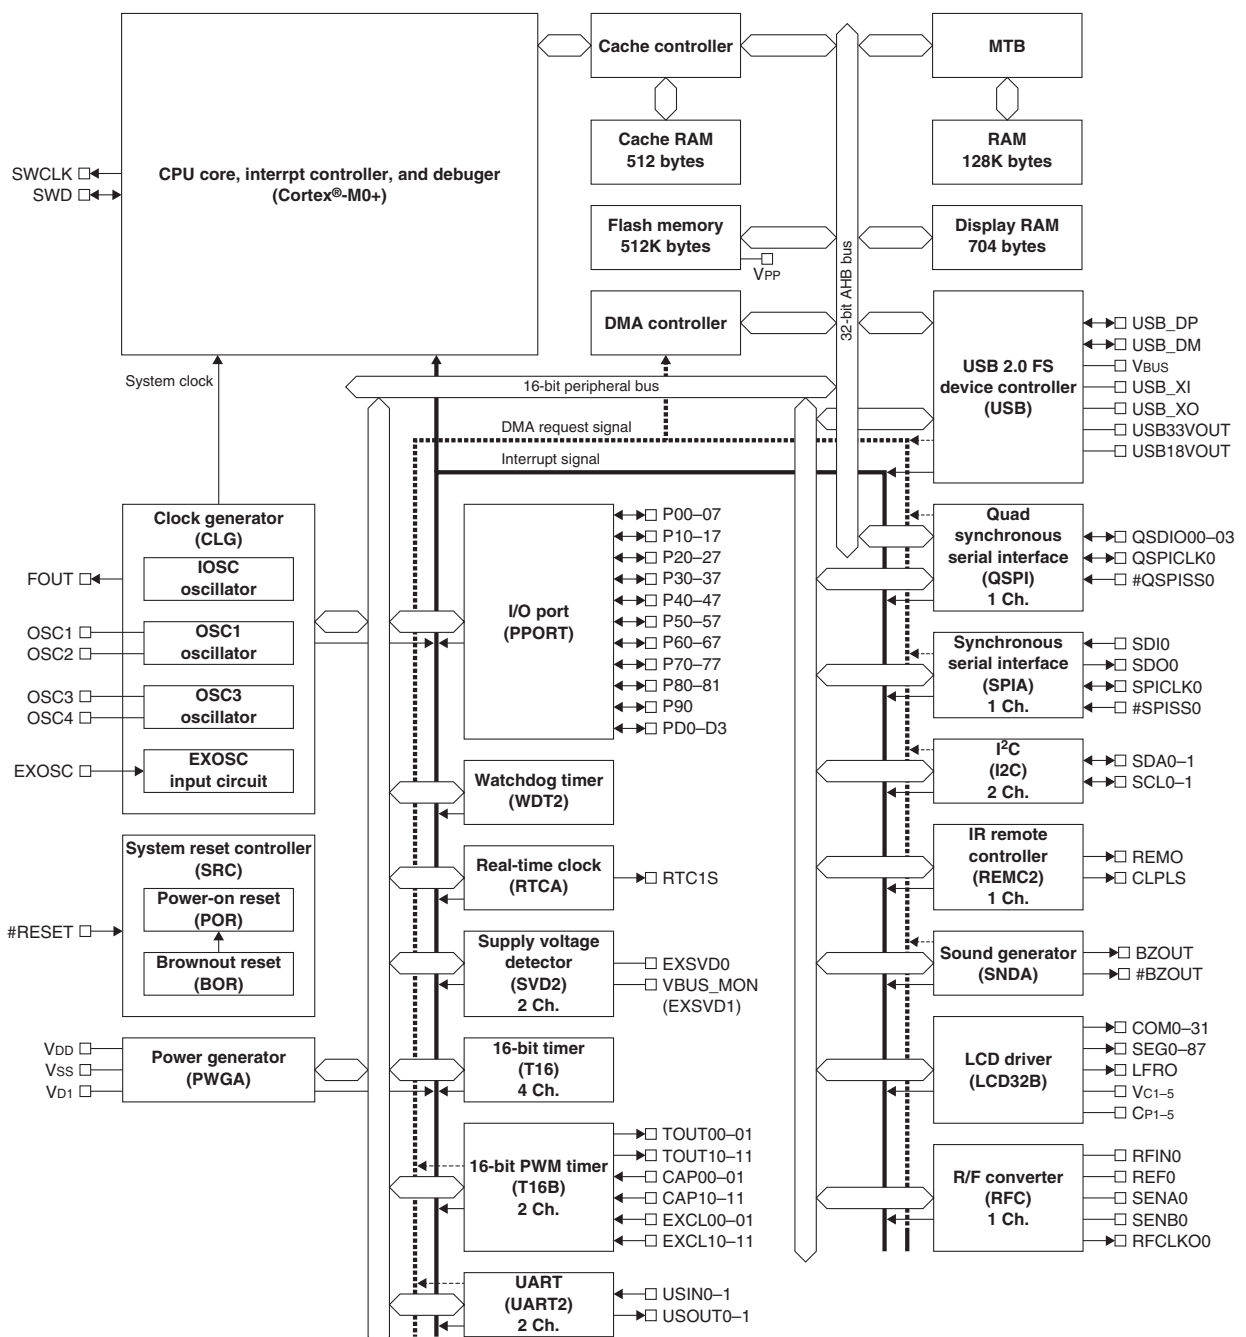 CPU core, interrpt controller, and debuger
(Cortex®-M0+)
SWCLK
SWD
Cache controller
Cache RAM
512 bytes
MTB
RAM
128K bytes
Flash memory
512K bytes
VPP
Display RAM
704 bytes
DMA controller
32-bit AHB bus
USB 2.0 FS
device controller
(USB)
USB_DP
USB_DM
VBUS
USB_XI
USB_XO
USB33VOUT
USB18VOUT
System clock
16-bit peripheral bus
DMA request signal
Interrupt signal
Clock generator
(CLG)
IOSC
oscillator
OSC1
oscillator
OSC3
oscillator
EXOSC
input circuit
FOUT
OSC1
OSC2
OSC3
OSC4
EXOSC
I/O port
(PPORT)
P00–07
P10–17
P20–27
P30–37
P40–47
P50–57
P60–67
P70–77
P80–81
P90
PD0–D3
Quad
synchronous
serial interface
(QSPI)
1 Ch.
QSDIO00–03
QSPICLK0
#QSPISS0
Synchronous
serial interface
(SPIA)
1 Ch.
SDI0
SDO0
SPICLK0
#SPISS0
Watchdog timer
(WDT2)
I²C
(I2C)
2 Ch.
SDA0–1
SCL0–1
System reset controller
(SRC)
Power-on reset
(POR)
Brownout reset
(BOR)
#RESET
Real-time clock
(RTCA)
RTC1S
IR remote
controller
(REMC2)
1 Ch.
REMO
CLPLS
Supply voltage
detector
(SVD2)
2 Ch.
EXSVD0
VBUS_MON
(EXSVD1)
Sound generator
(SNDA)
BZOUT
#BZOUT
VDD
VSS
VD1
Power generator
(PWGA)
16-bit timer
(T16)
4 Ch.
LCD driver
(LCD32B)
COM0–31
SEG0–87
LFRO
VC1–5
CP1–5
16-bit PWM timer
(T16B)
2 Ch.
TOUT00–01
TOUT10–11
CAP00–01
CAP10–11
EXCL00–01
EXCL10–11
R/F converter
(RFC)
1 Ch.
RFIN0
REF0
SENA0
SENB0
RFCLKO0
UART
(UART2)
2 Ch.
USIN0–1
USOUT0–1